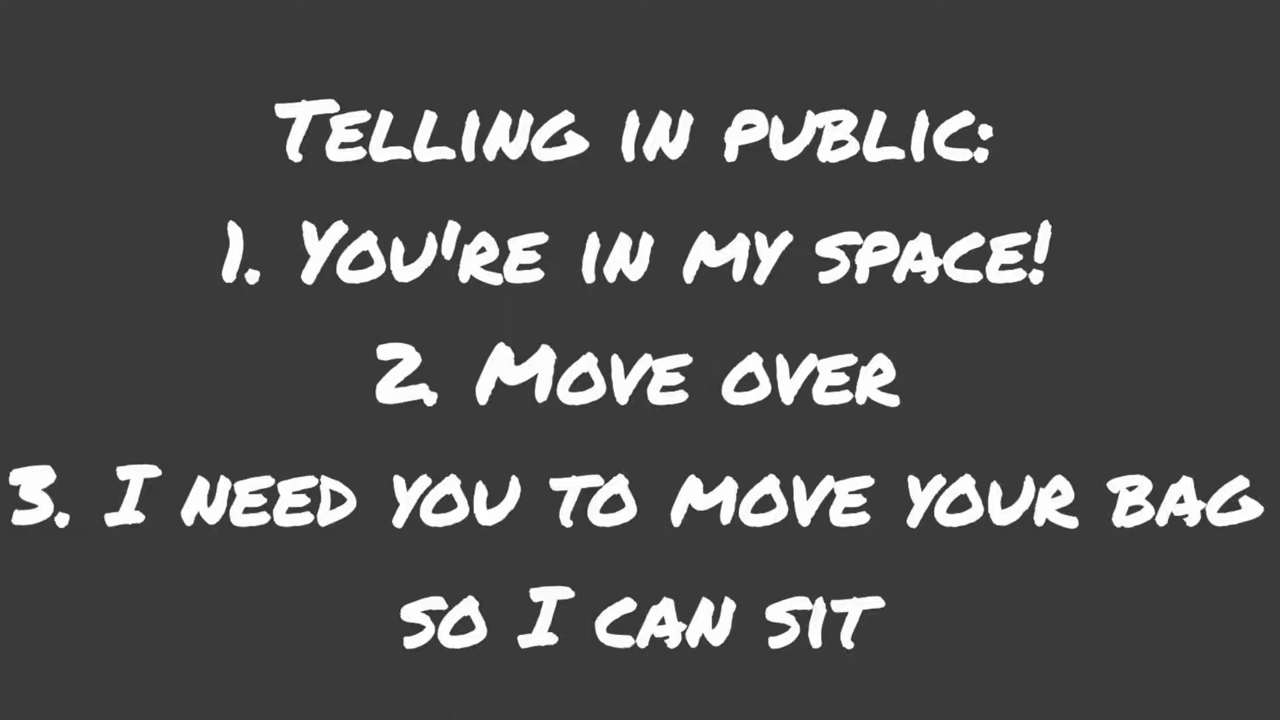 Telling in public:
1. You're in my space!
2. Move over
3. I need you to move your bag
so I can sit